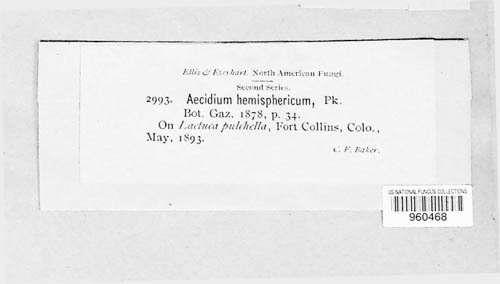 Ellis & Everhart. North American Fungi.
Second Series.
2993. Aecidium hemisphericum, Pk.
Bot. Gaz. 1878, p. 34.
On Lactuca pulchella, Fort Collins, Colo.,
May, 1893.
C. F. Baker.
US NATIONAL FUNGUS COLLECTIONS
960468